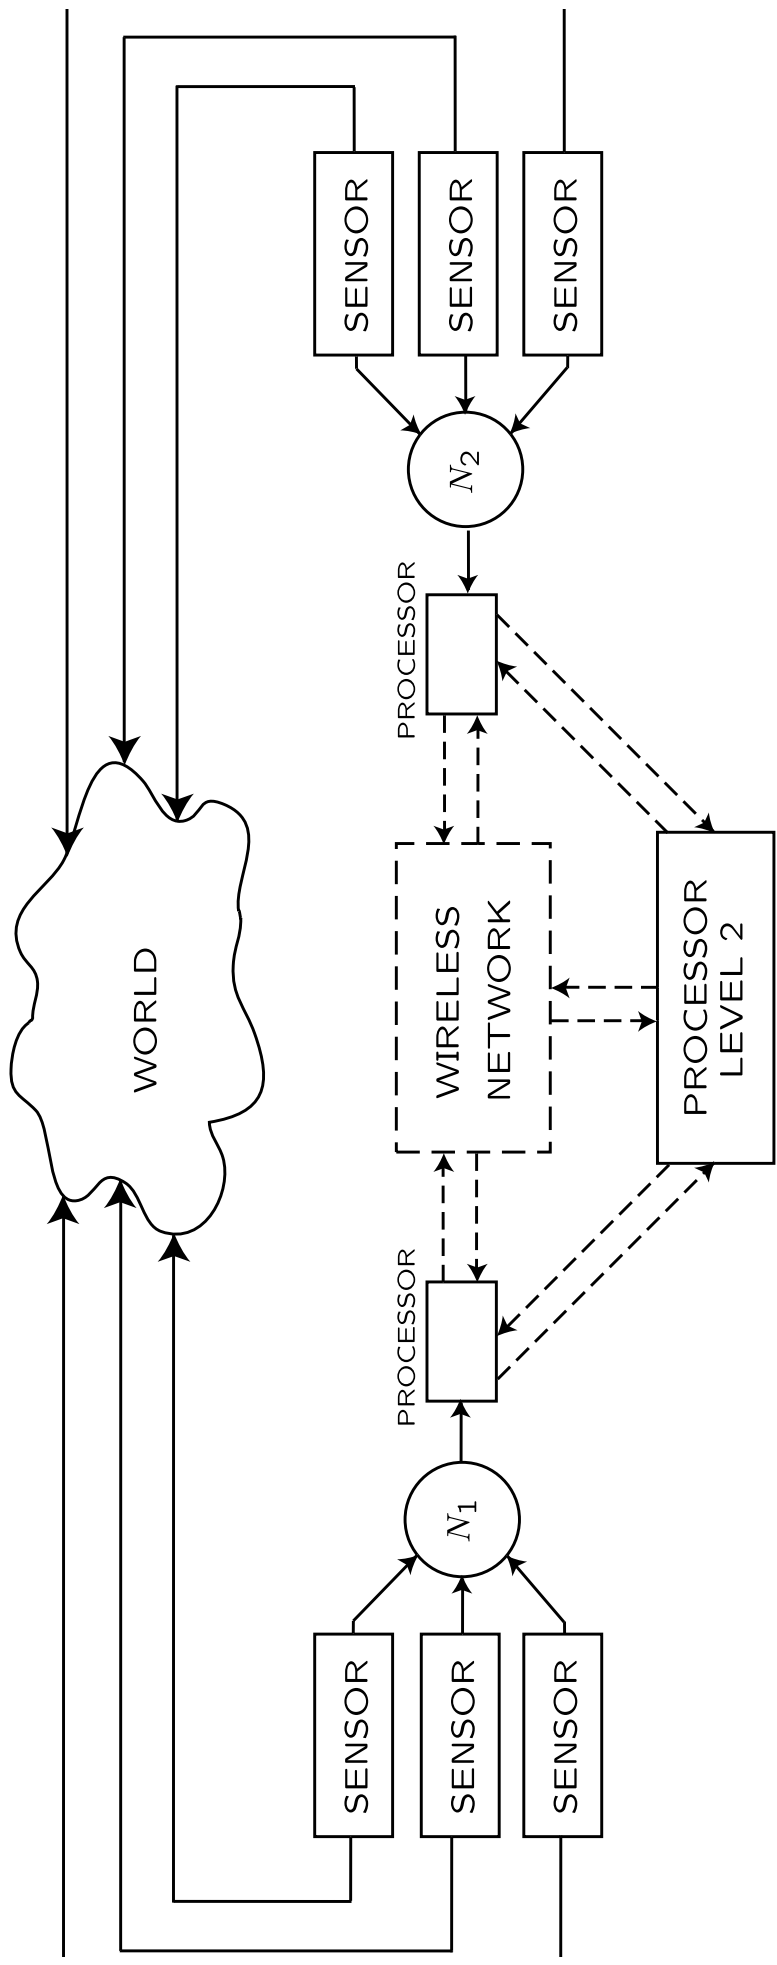 WORLD
SENSOR
SENSOR
SENSOR
N1
PROCESSOR
WIRELESS
NETWORK
PROCESSOR
N2
SENSOR
SENSOR
SENSOR
PROCESSOR
LEVEL 2